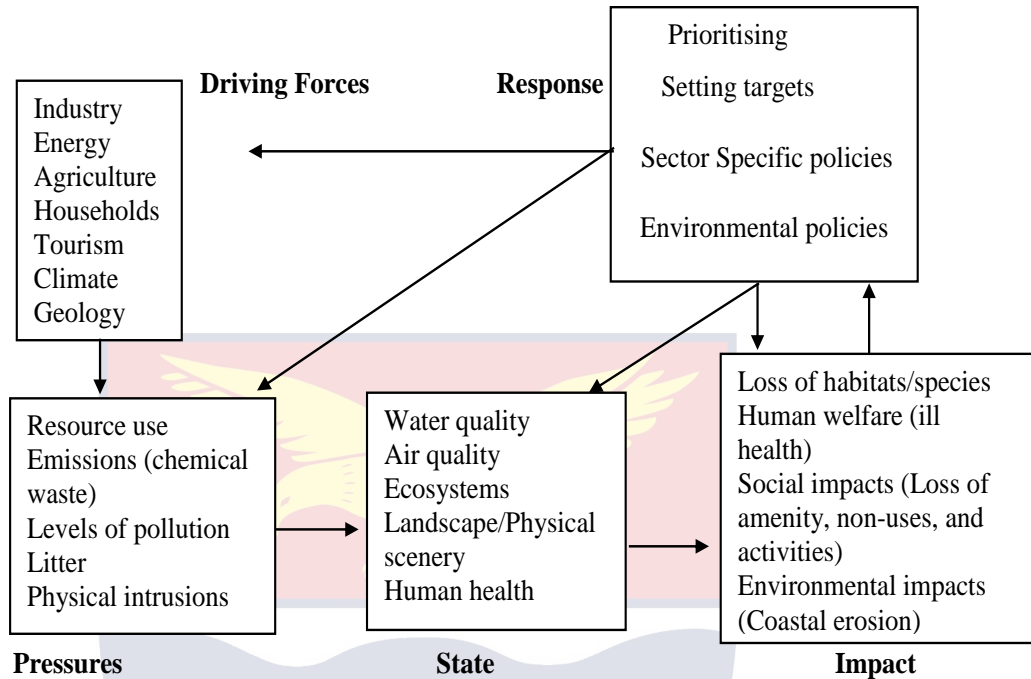 Driving Forces
Response
Industry
Energy
Agriculture
Households
Tourism
Climate
Geology
Prioritising
Setting targets
Sector Specific policies
Environmental policies
Resource use
Emissions (chemical
waste)
Levels of pollution
Litter
Physical intrusions
Pressures
Water quality
Air quality
Ecosystems
Landscape/Physical
scenery
Human health
State
Loss of habitats/species
Human welfare (ill
health)
Social impacts (Loss of
amenity, non-uses, and
activities)
Environmental impacts
(Coastal erosion)
Impact